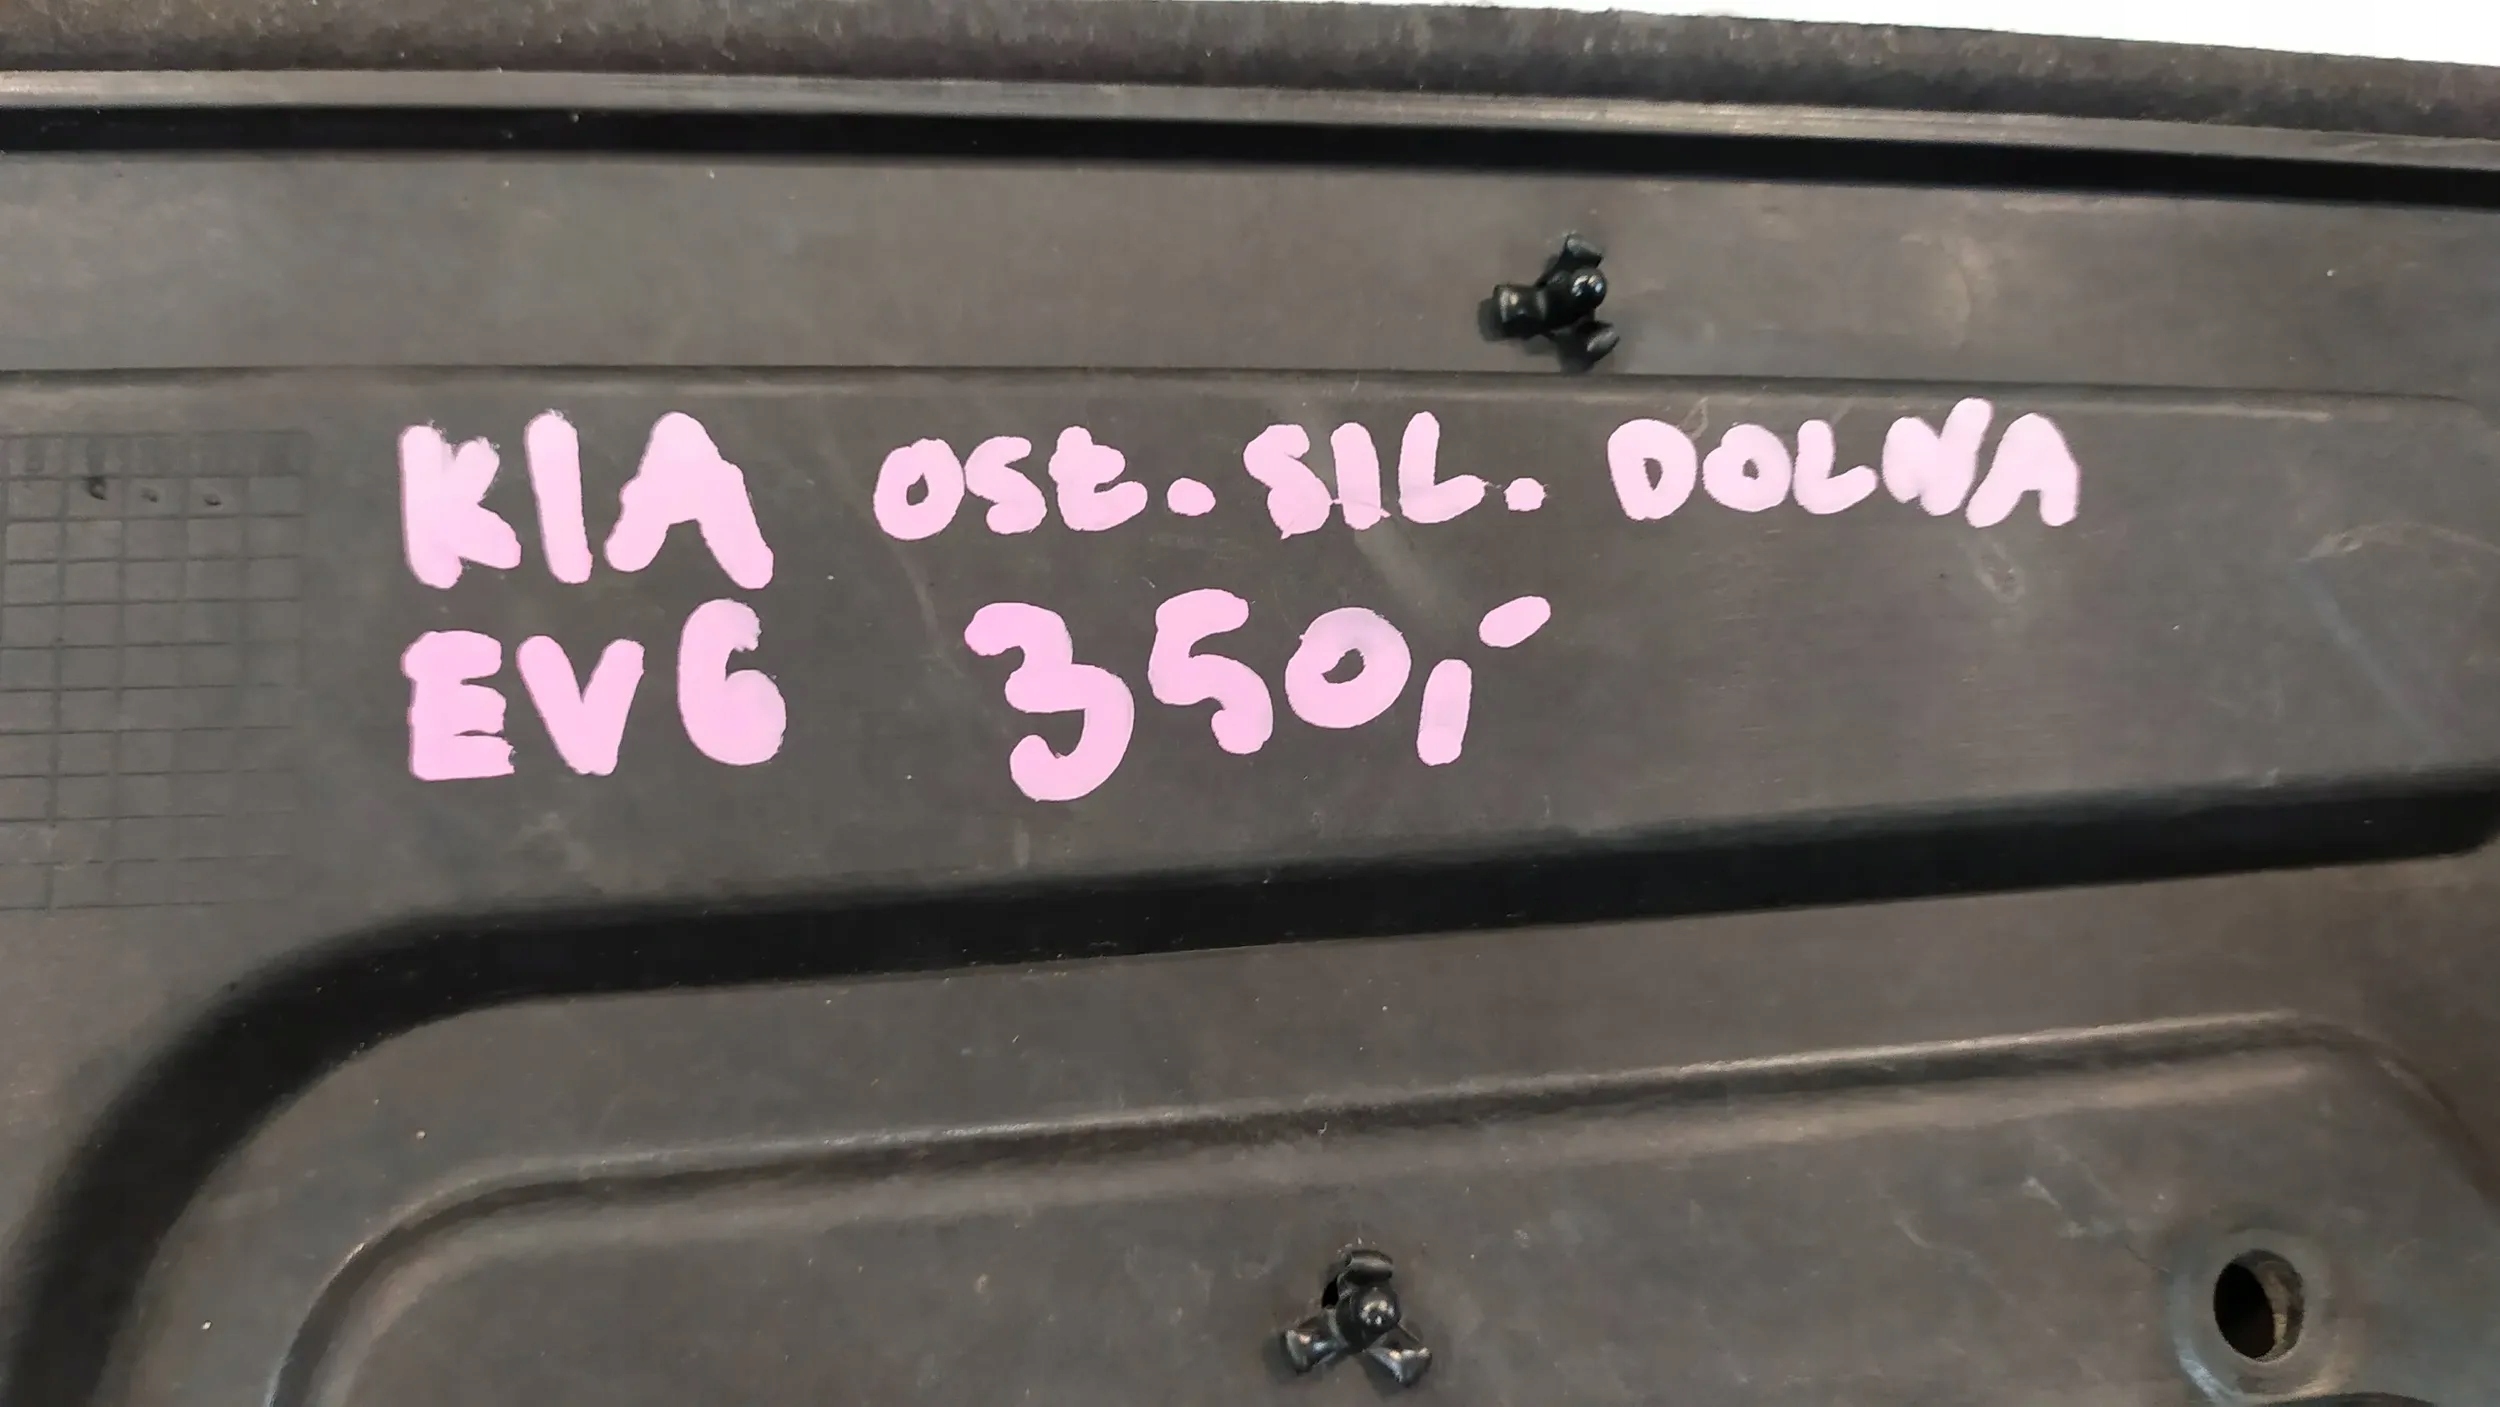 KIA OSt. SIL. DOLNA
EV6 350,-